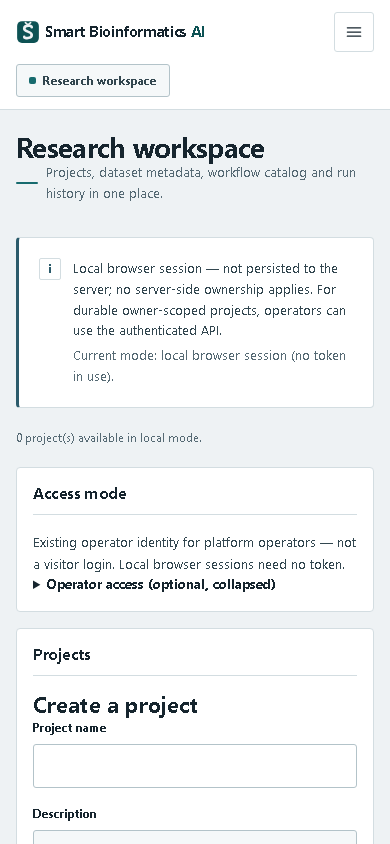 Š Smart Bioinformatics AI
Research workspace
Research workspace
Projects, dataset metadata, workflow catalog and run
history in one place.
i
Local browser session — not persisted to the
server; no server-side ownership applies. For
durable owner-scoped projects, operators can
use the authenticated API.
Current mode: local browser session (no token
in use).
0 project(s) available in local mode.
Access mode
Existing operator identity for platform operators — not
a visitor login. Local browser sessions need no token.
Operator access (optional, collapsed)
Projects
Create a project
Project name
Description